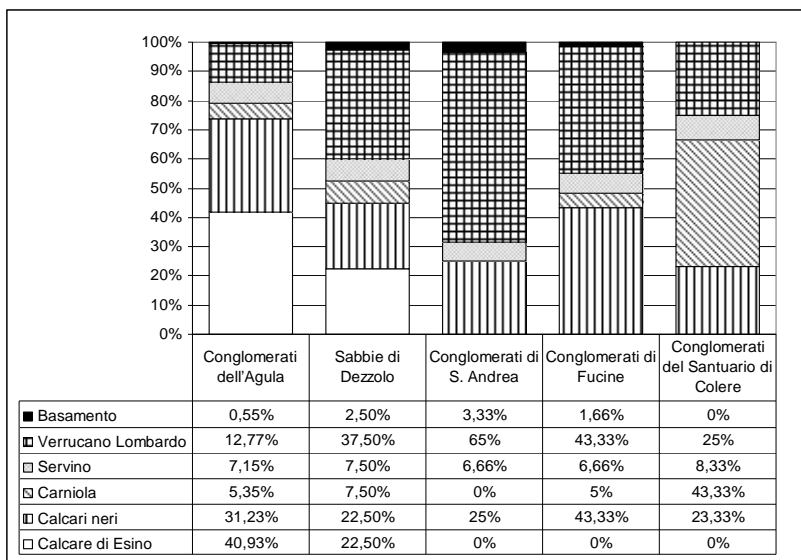 100%
90%
80%
70%
60%
50%
40%
30%
20%
10%
0%
Conglomerati dell'Agula Sabbie di Dezzolo Conglomerati di S. Andrea Conglomerati di Fucine Conglomerati del Santuario di Colere
Basamento 0,55% 2,50% 3,33% 1,66% 0%
Verrucano Lombardo 12,77% 37,50% 65% 43,33% 25%
Servino 7,15% 7,50% 6,66% 6,66% 8,33%
Carniola 5,35% 7,50% 0% 5% 43,33%
Calcari neri 31,23% 22,50% 25% 43,33% 23,33%
Calcare di Esino 40,93% 22,50% 0% 0% 0%